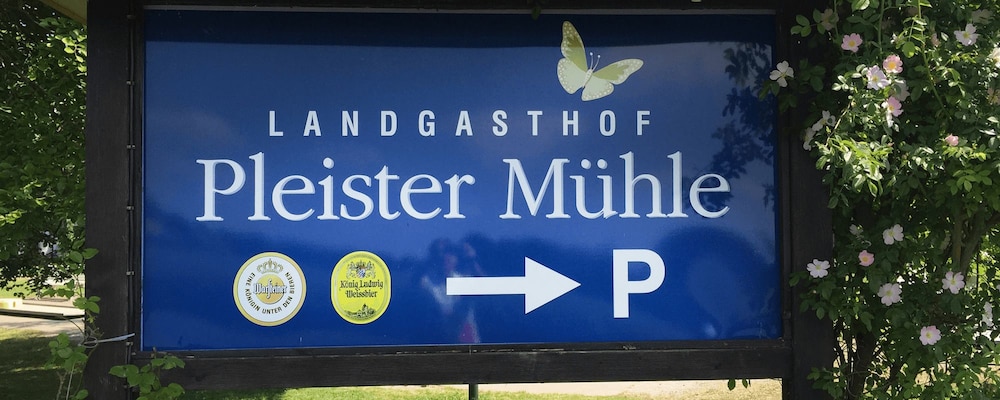 LANDGASTHOF
Pleister Mühle
EINE KÖNIGIN UNTER DEN BIEREN
Warsteiner
König Ludwig
Weissbier
P